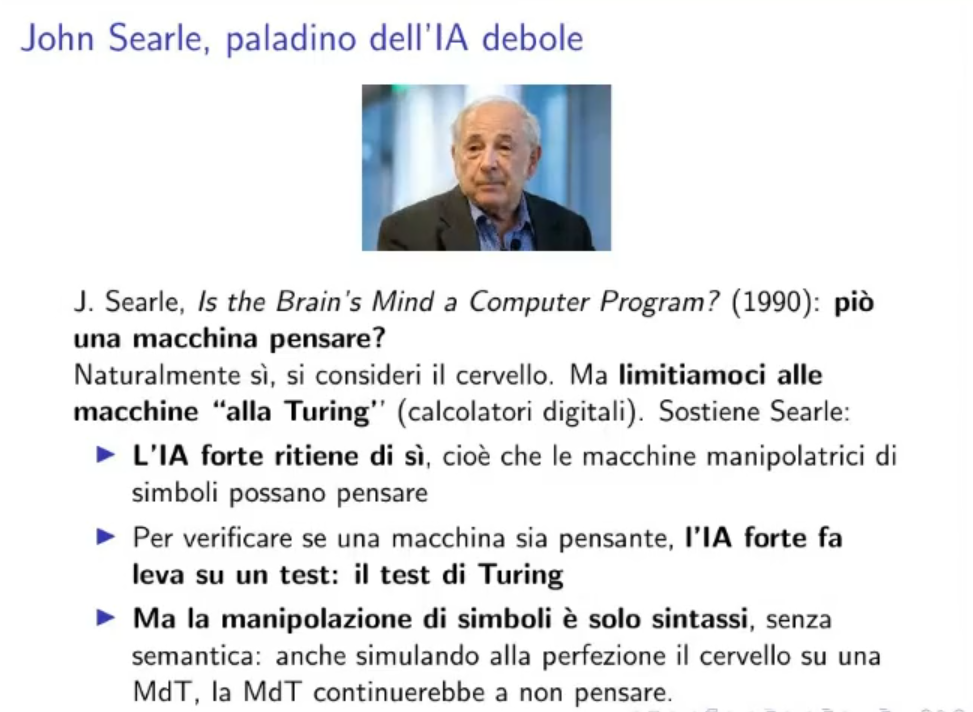 John Searle, paladino dell'IA debole
J. Searle, Is the Brain's Mind a Computer Program? (1990): piò
una macchina pensare?
Naturalmente sì, si consideri il cervello. Ma limitiamoci alle
macchine “alla Turing'' (calcolatori digitali). Sostiene Searle:
▶ L'IA forte ritiene di sì, cioè che le macchine manipolatrici di
simboli possano pensare
▶ Per verificare se una macchina sia pensante, l'IA forte fa
leva su un test: il test di Turing
▶ Ma la manipolazione di simboli è solo sintassi, senza
semantica: anche simulando alla perfezione il cervello su una
MdT, la MdT continuerebbe a non pensare.